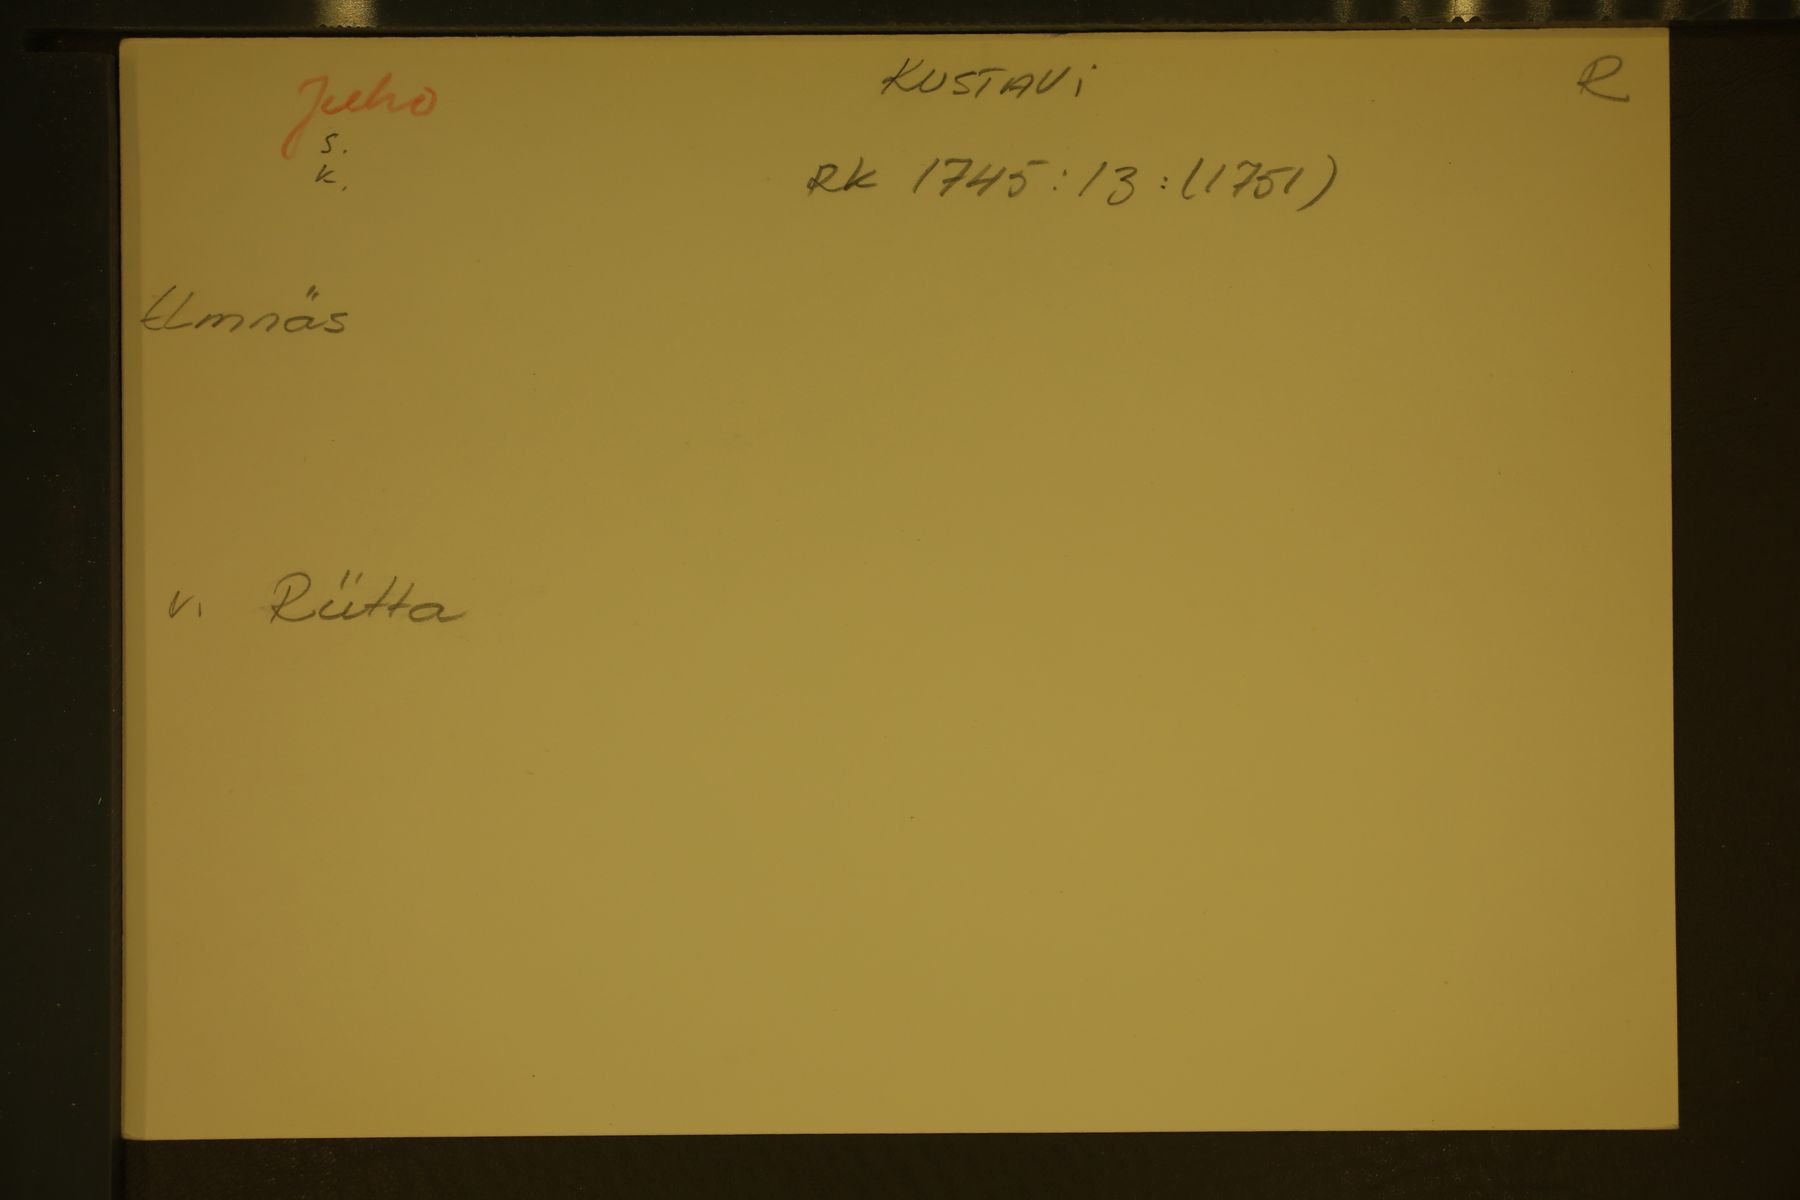 Juho KUSTAVI R
s.
k. RK 1745:13:(1751)
Elmnäs
v. Riitta